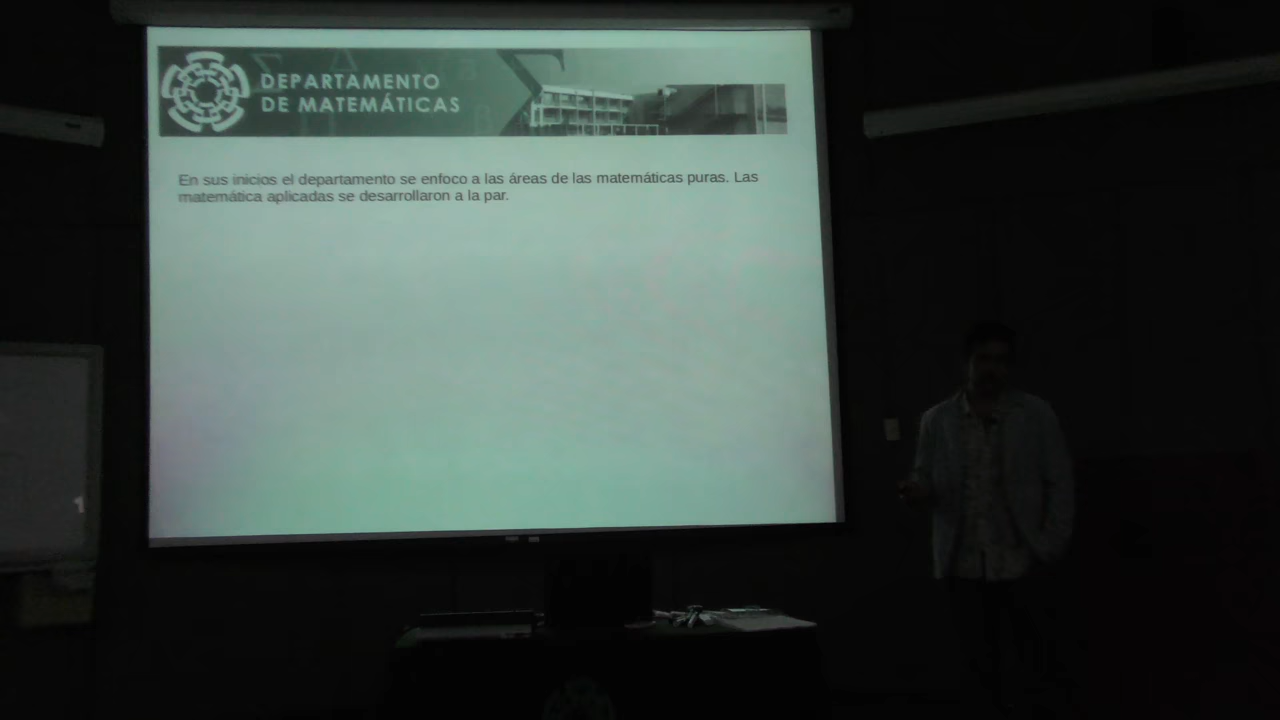 DEPARTAMENTO
DE MATEMÁTICAS
En sus inicios el departamento se enfoco a las áreas de las matemáticas puras. Las
matemática aplicadas se desarrollaron a la par.